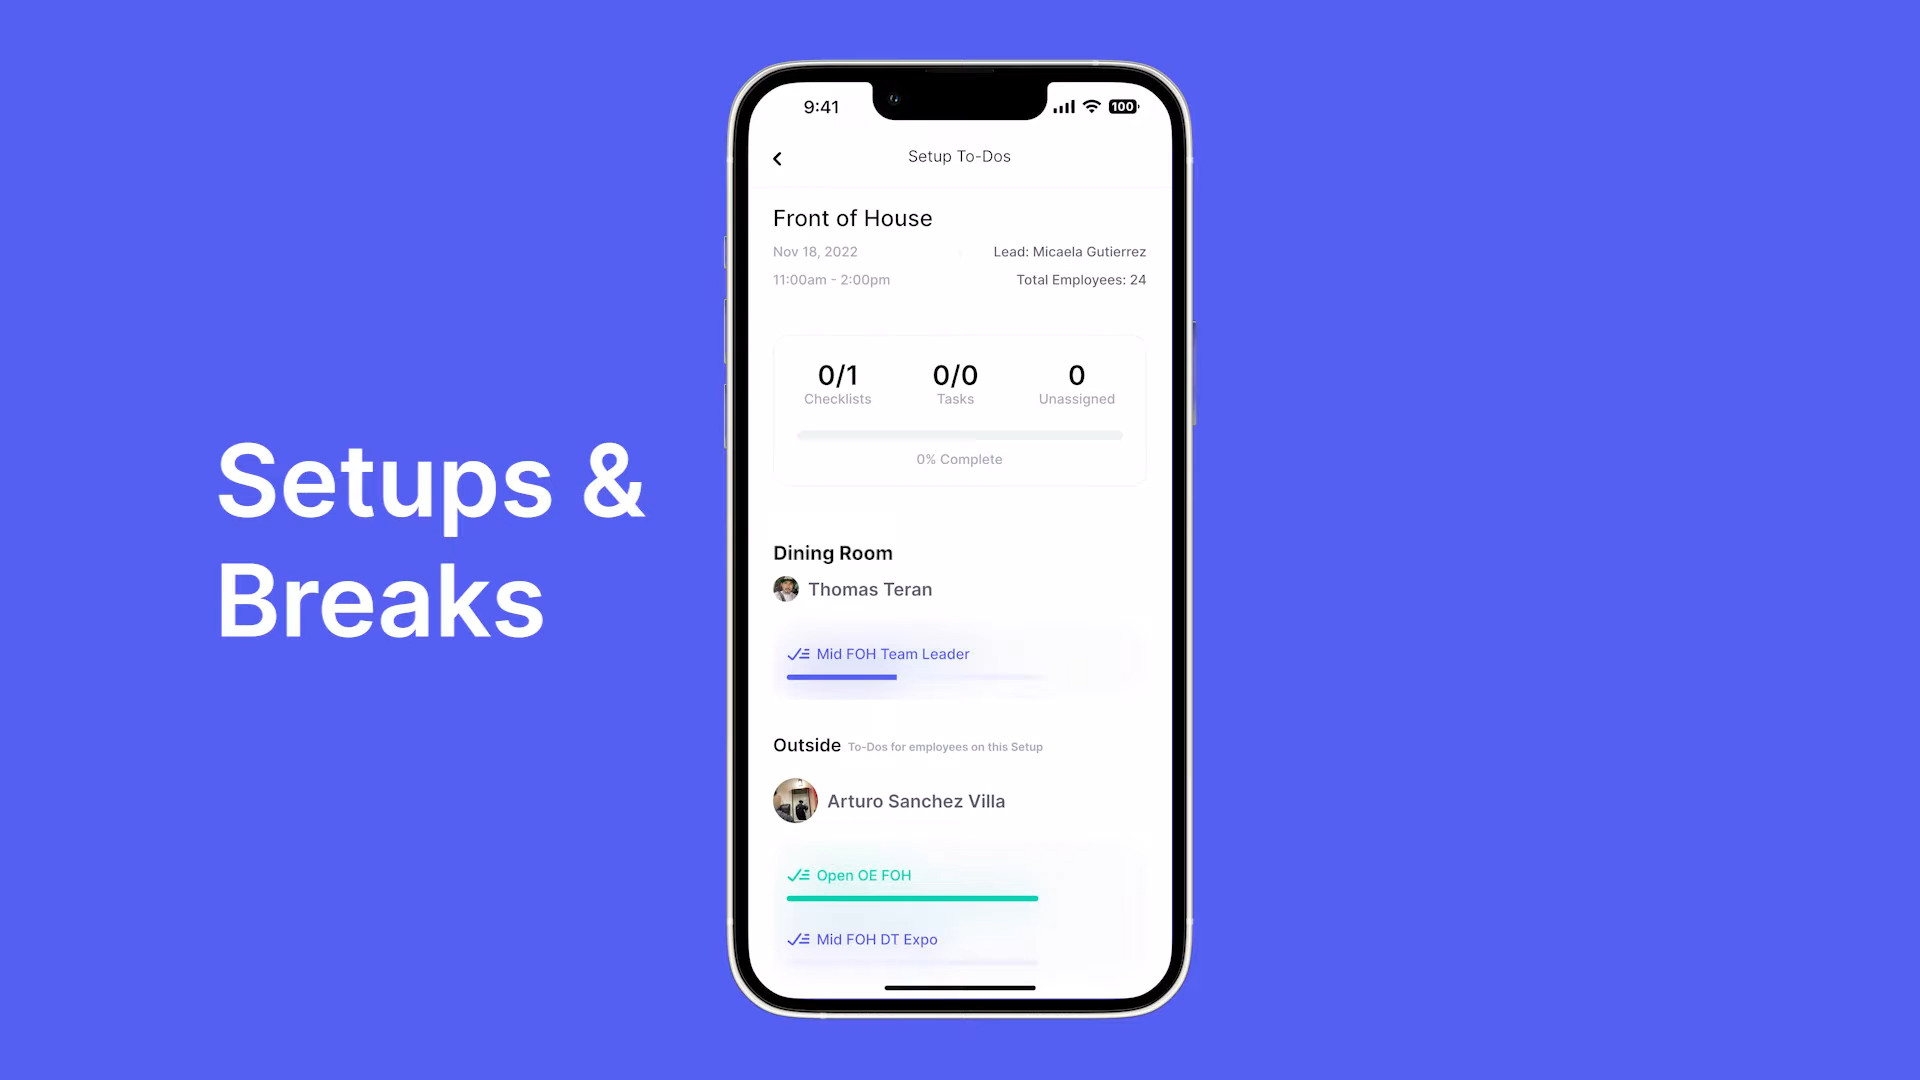 Setups &
Breaks
9:41
100
Setup To-Dos
Front of House
Nov 18, 2022
Lead: Micaela Gutierrez
11:00am - 2:00pm
Total Employees: 24
0/1
0/0
0
Checklists
Tasks
Unassigned
0% Complete
Dining Room
Thomas Teran
Mid FOH Team Leader
Outside To-Dos for employees on this Setup
Arturo Sanchez Villa
Open OE FOH
Mid FOH DT Expo